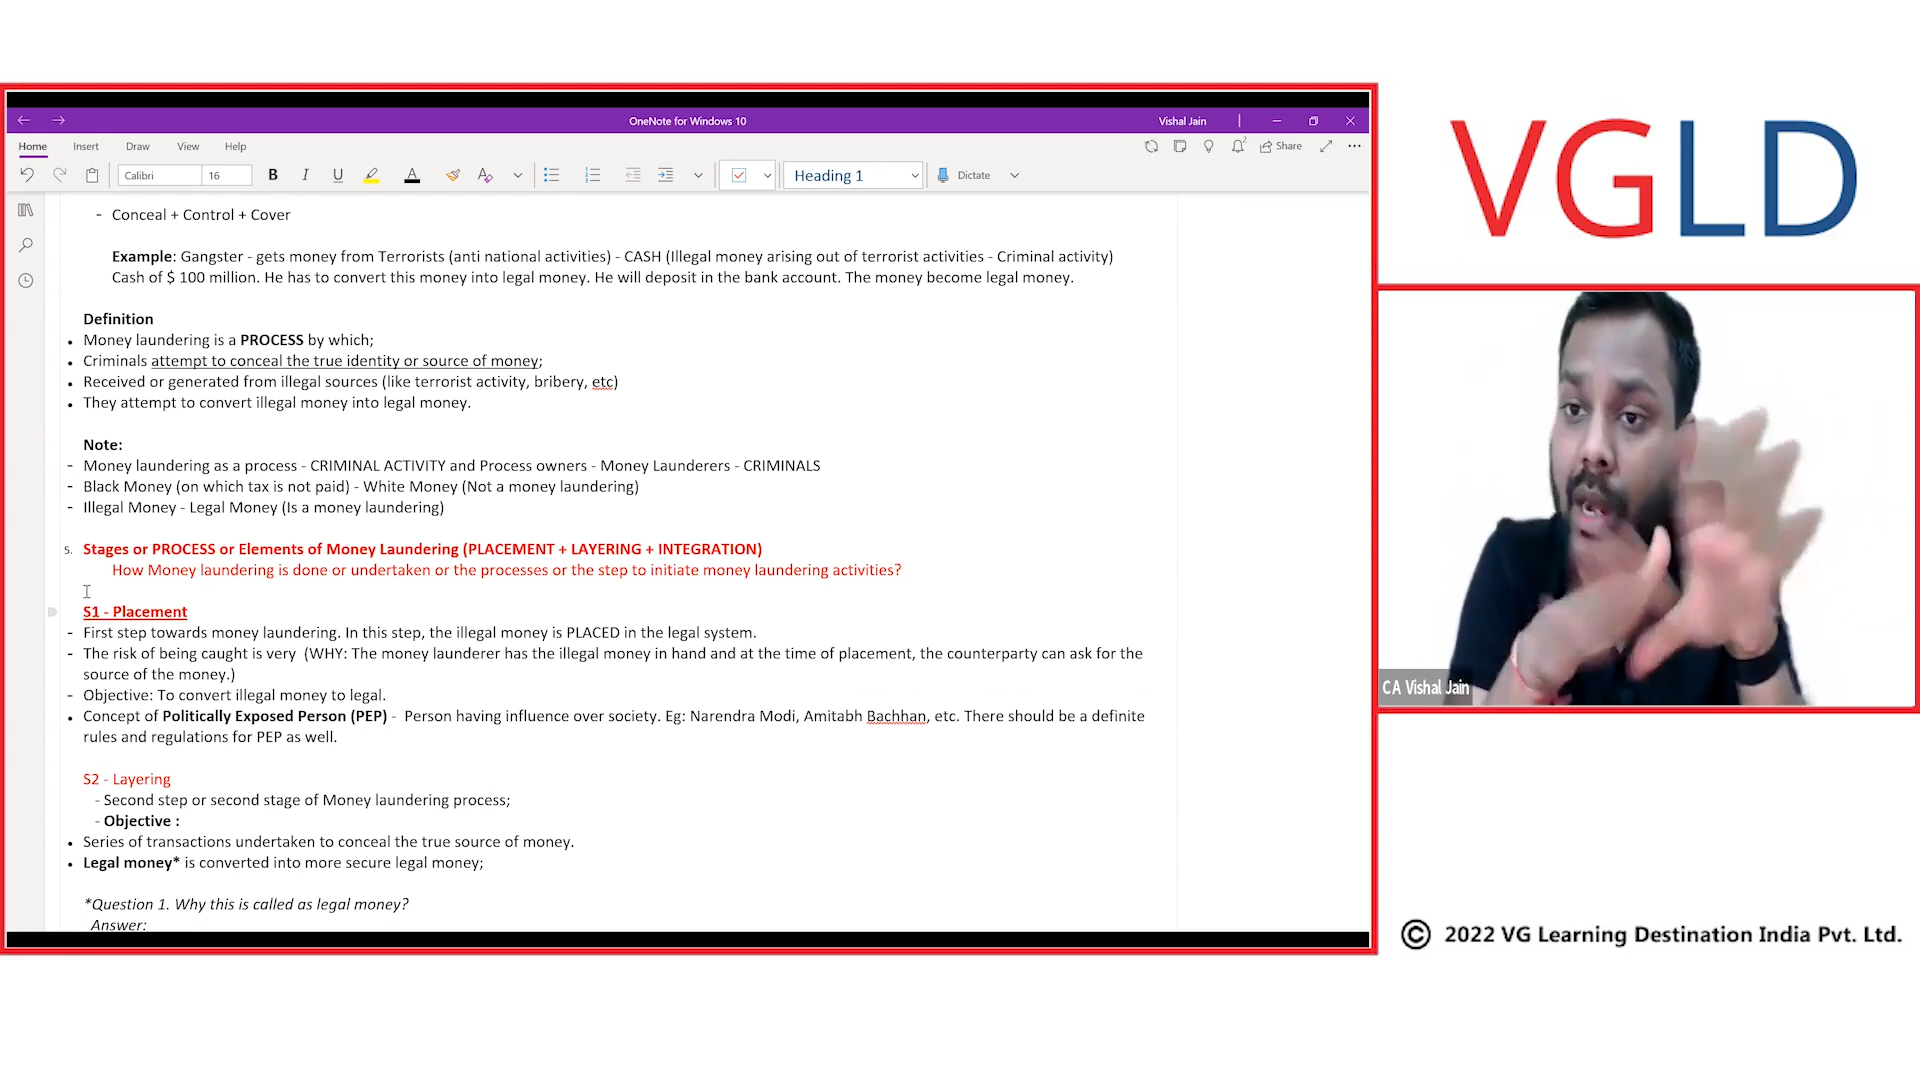 OneNote for Windows 10
Vishal Jain
Home Insert Draw View Help
Share
Calibri 16 B I U A A Heading 1 Dictate
- Conceal + Control + Cover
Example: Gangster - gets money from Terrorists (anti national activities) - CASH (Illegal money arising out of terrorist activities - Criminal activity)
Cash of $ 100 million. He has to convert this money into legal money. He will deposit in the bank account. The money become legal money.
Definition
• Money laundering is a PROCESS by which;
• Criminals attempt to conceal the true identity or source of money;
• Received or generated from illegal sources (like terrorist activity, bribery, etc)
• They attempt to convert illegal money into legal money.
Note:
- Money laundering as a process - CRIMINAL ACTIVITY and Process owners - Money Launderers - CRIMINALS
- Black Money (on which tax is not paid) - White Money (Not a money laundering)
- Illegal Money - Legal Money (Is a money laundering)
5. Stages or PROCESS or Elements of Money Laundering (PLACEMENT + LAYERING + INTEGRATION)
How Money laundering is done or undertaken or the processes or the step to initiate money laundering activities?
S1 - Placement
- First step towards money laundering. In this step, the illegal money is PLACED in the legal system.
- The risk of being caught is very (WHY: The money launderer has the illegal money in hand and at the time of placement, the counterparty can ask for the
source of the money.)
- Objective: To convert illegal money to legal.
• Concept of Politically Exposed Person (PEP) - Person having influence over society. Eg: Narendra Modi, Amitabh Bachhan, etc. There should be a definite
rules and regulations for PEP as well.
S2 - Layering
- Second step or second stage of Money laundering process;
- Objective :
• Series of transactions undertaken to conceal the true source of money.
• Legal money* is converted into more secure legal money;
*Question 1. Why this is called as legal money?
Answer:
VGLD
CA Vishal Jain
© 2022 VG Learning Destination India Pvt. Ltd.